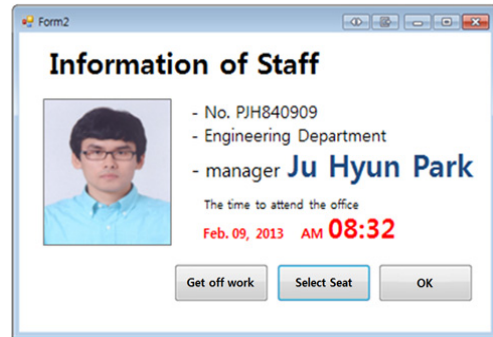 Form2
Information of Staff
- No. PJH840909
- Engineering Department
- manager Ju Hyun Park
The time to attend the office
Feb. 09, 2013 AM 08:32
Get off work Select Seat OK